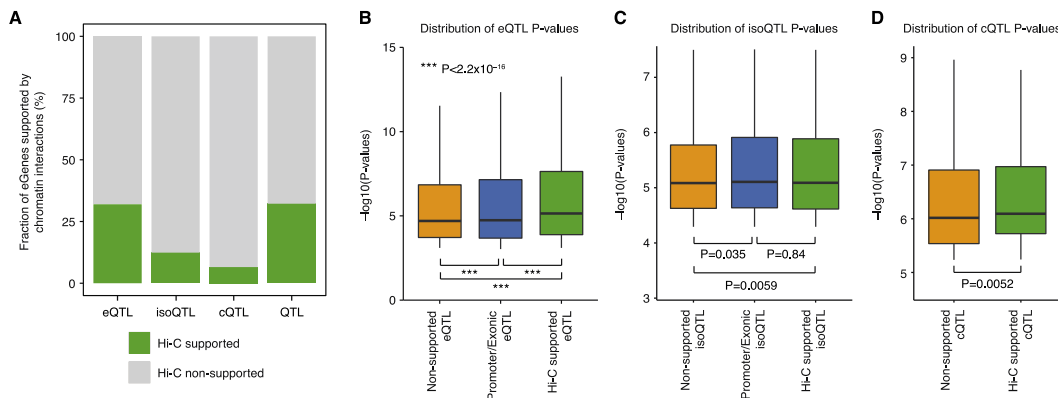 A
Fraction of eGenes supported by
chromatin interactions (%)
100
75
50
25
0
eQTL
isoQTL
cQTL
QTL
Hi-C supported
Hi-C non-supported
B
Distribution of eQTL P-values
*** P<2.2x10⁻¹⁶
−log10(P-values)
15
10
5
0
***
***
***
Non-supported
eQTL
Promoter/Exonic
eQTL
Hi-C supported
eQTL
C
Distribution of isoQTL P-values
−log10(P-values)
7
6
5
4
3
P=0.035
P=0.84
P=0.0059
Non-supported
isoQTL
Promoter/Exonic
isoQTL
Hi-C supported
isoQTL
D
Distribution of cQTL P-values
−log10(P-values)
9
8
7
6
5
P=0.0052
Non-supported
cQTL
Hi-C supported
cQTL